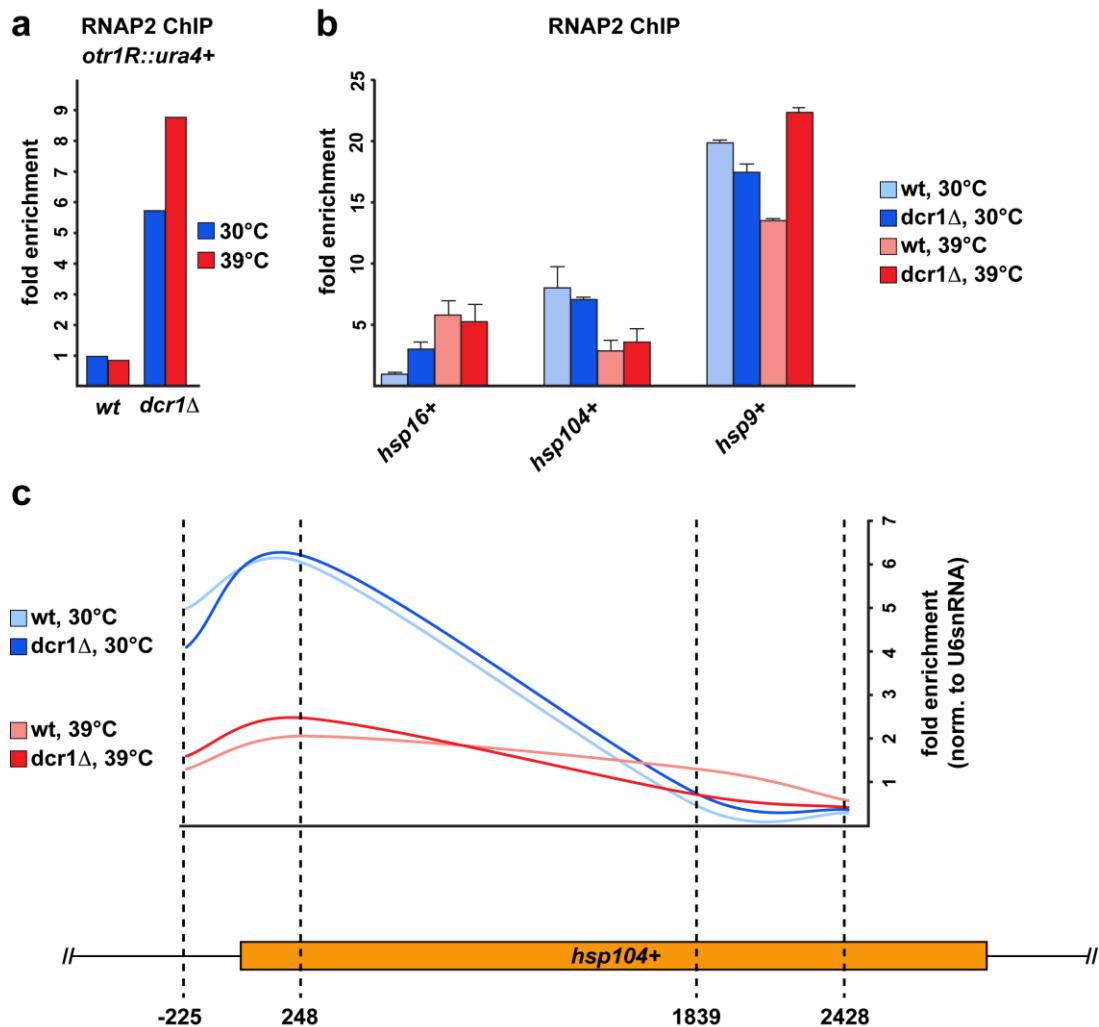 a
RNAP2 ChIP
otr1R::ura4+
fold enrichment
9
8
7
6
5
4
3
2
1
wt
dcr1Δ
30°C
39°C
b
RNAP2 ChIP
fold enrichment
25
20
15
10
5
hsp16+
hsp104+
hsp9+
wt, 30°C
dcr1Δ, 30°C
wt, 39°C
dcr1Δ, 39°C
c
wt, 30°C
dcr1Δ, 30°C
wt, 39°C
dcr1Δ, 39°C
7
6
5
4
3
2
1
fold enrichment
(norm. to U6snRNA)
//
hsp104+
//
-225
248
1839
2428